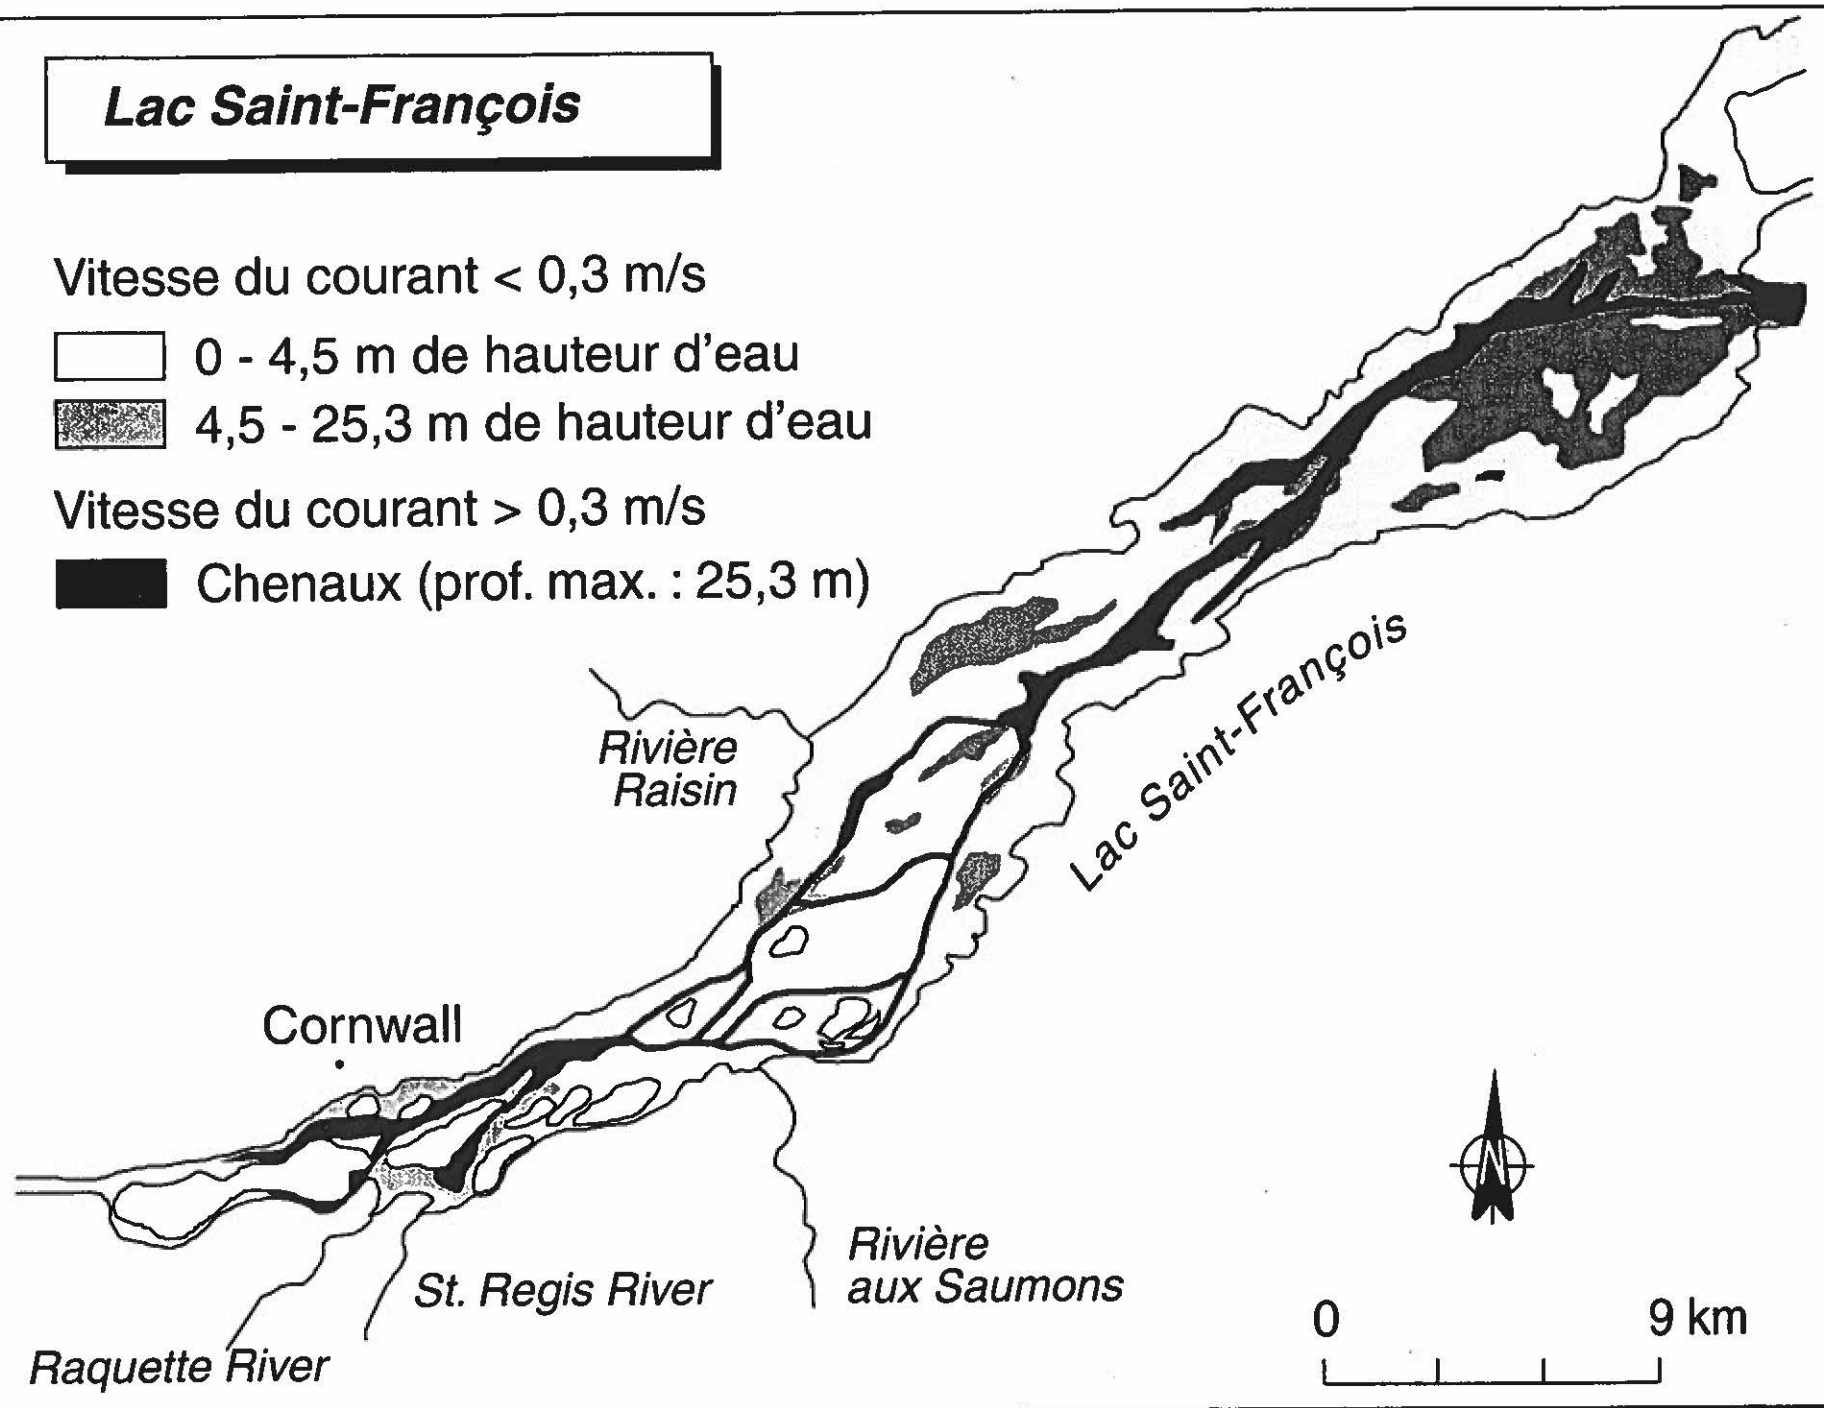 Lac Saint-François
Vitesse du courant < 0,3 m/s
0 - 4,5 m de hauteur d'eau
4,5 - 25,3 m de hauteur d'eau
Vitesse du courant > 0,3 m/s
Chenaux (prof. max. : 25,3 m)
Lac Saint-François
Rivière
Raisin
Cornwall
Rivière
aux Saumons
St. Regis River
Raquette River
N
0 9 km